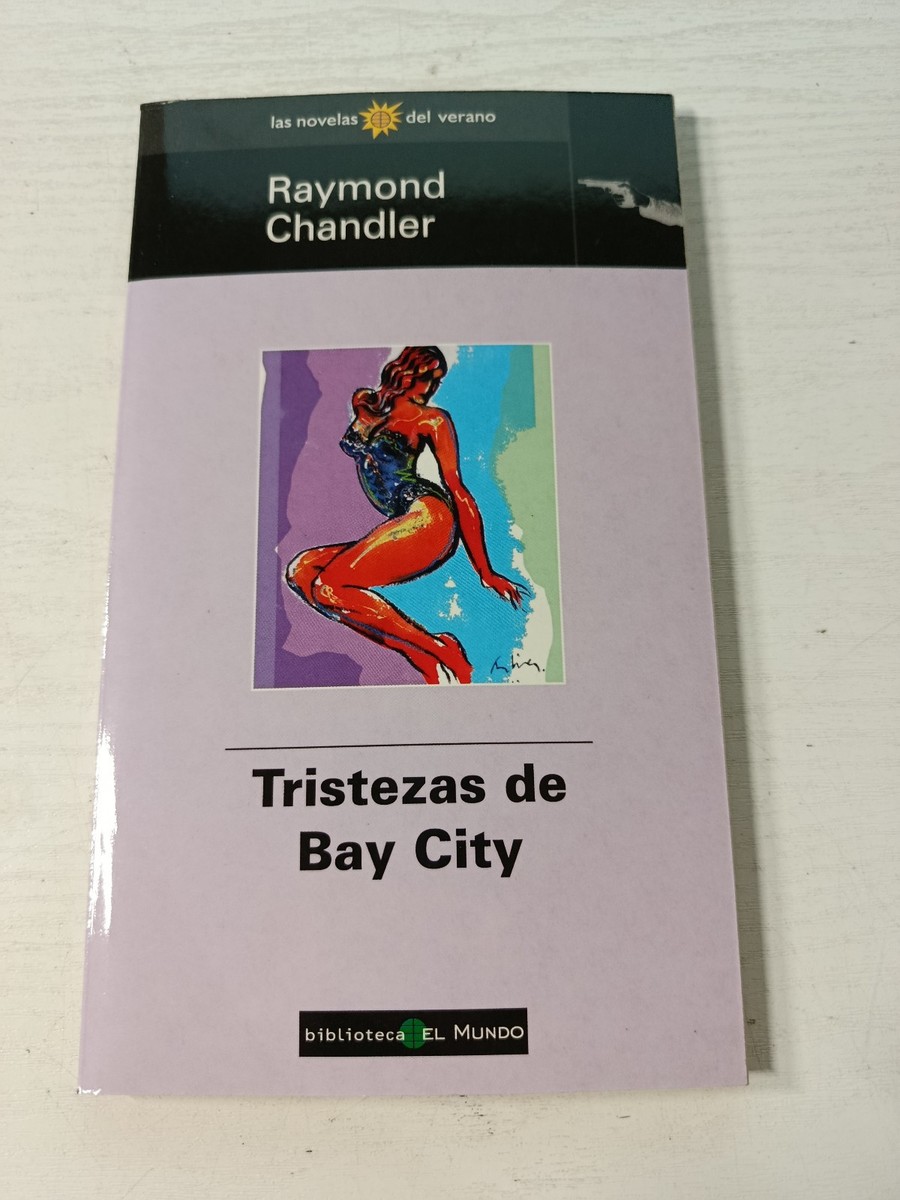 las novelas del verano
Raymond
Chandler
Tristezas de
Bay City
biblioteca EL MUNDO